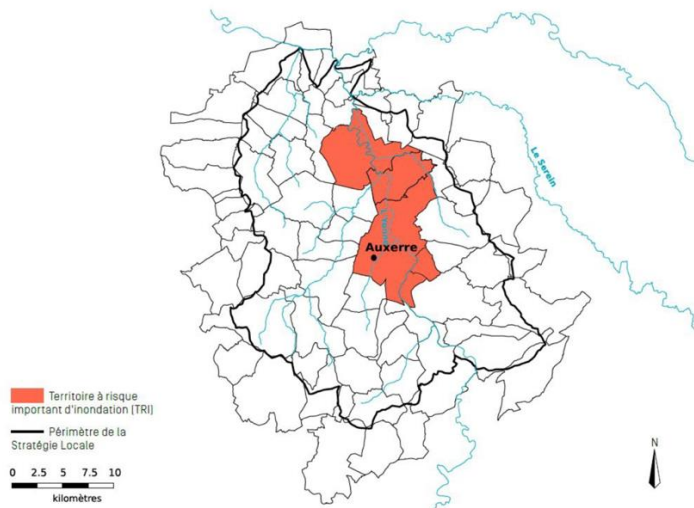 Le Serein
L'Yonne
Auxerre
Territoire à risque
important d'inondation (TRI)
Périmètre de la
Stratégie Locale
0 2.5 5 7.5 10
kilomètres
N